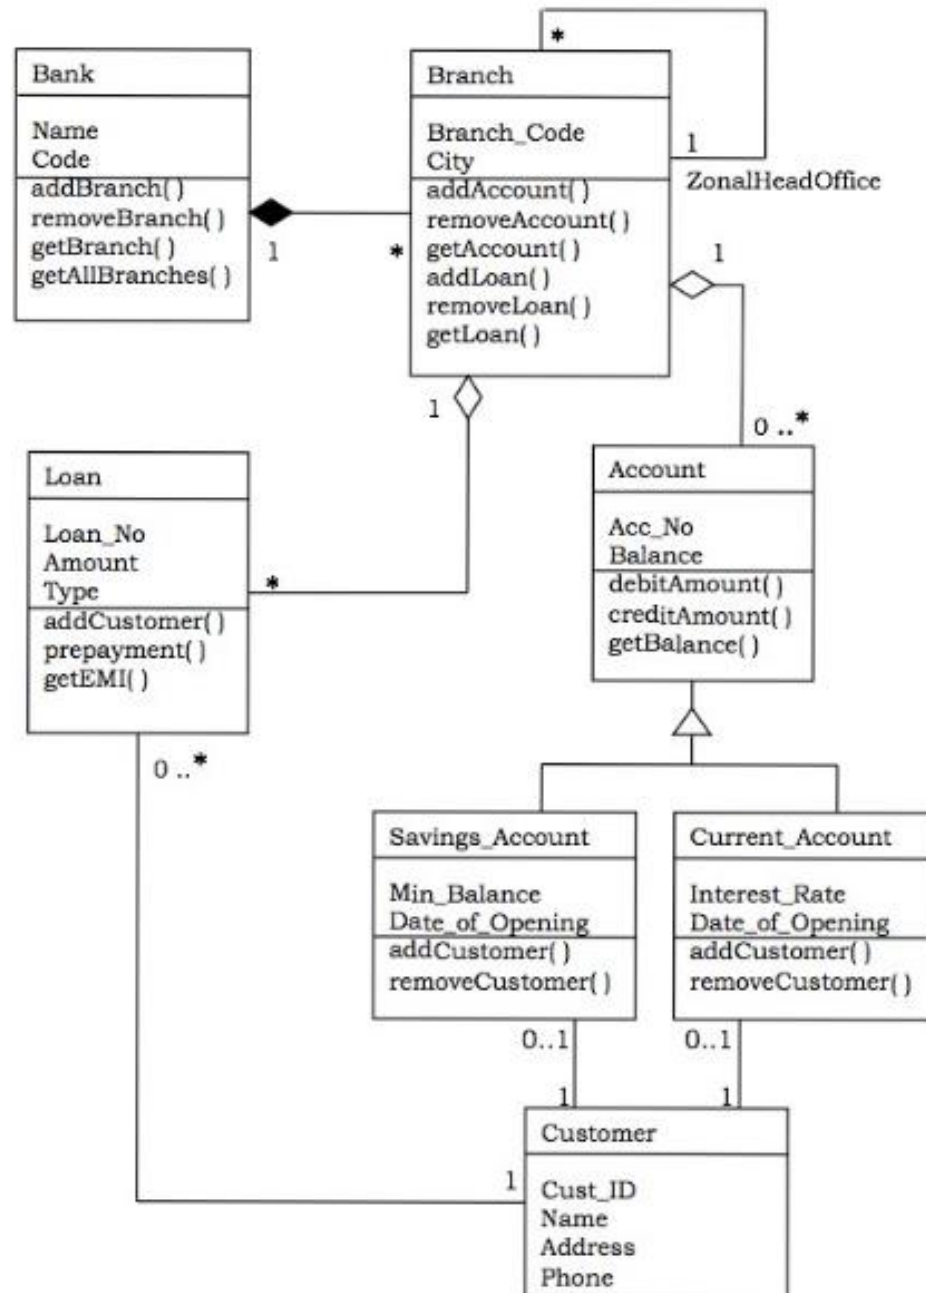 Bank
Name
Code
addBranch( )
removeBranch( )
getBranch( )
getAllBranches( )
1
*
*
Branch
Branch_Code
City
addAccount( )
removeAccount( )
getAccount( )
addLoan( )
removeLoan( )
getLoan( )
1
ZonalHeadOffice
1
0 ..*
1
*
Loan
Loan_No
Amount
Type
addCustomer( )
prepayment( )
getEMI( )
0 ..*
1
Account
Acc_No
Balance
debitAmount( )
creditAmount( )
getBalance( )
Savings_Account
Min_Balance
Date_of_Opening
addCustomer( )
removeCustomer( )
0..1
1
Current_Account
Interest_Rate
Date_of_Opening
addCustomer( )
removeCustomer( )
0..1
1
Customer
Cust_ID
Name
Address
Phone